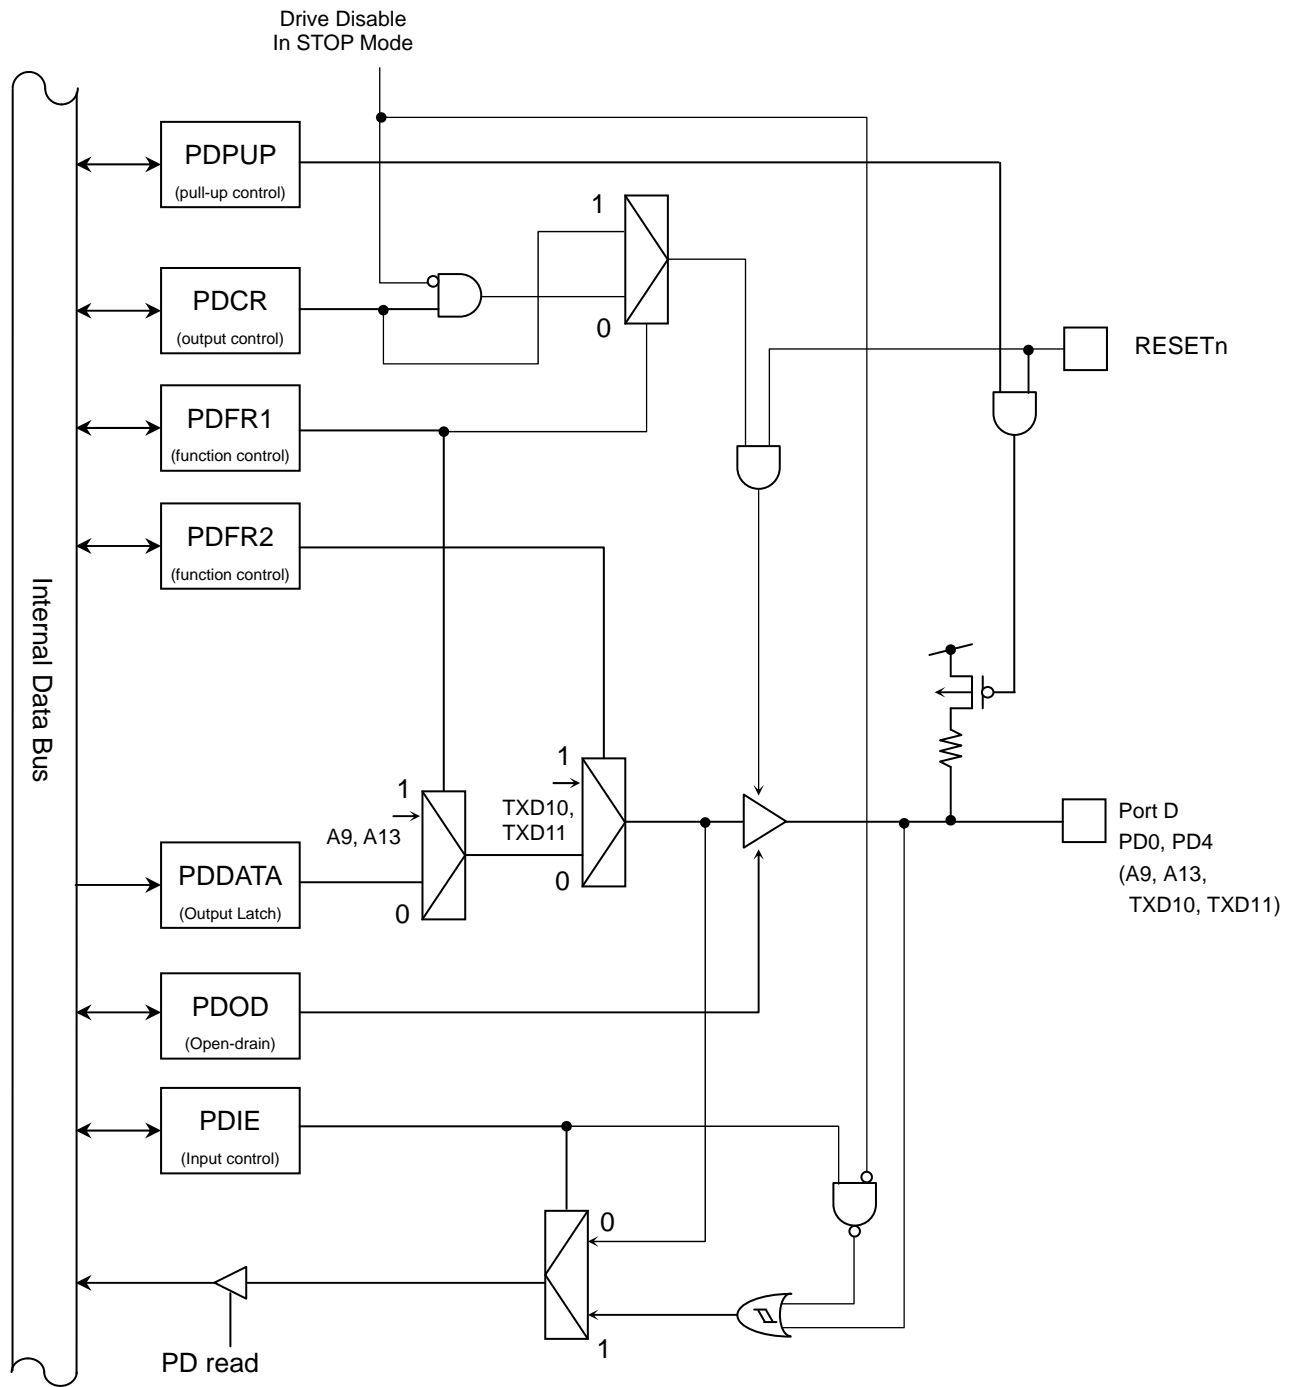 Drive Disable
In STOP Mode
PDPUP
(pull-up control)
1
PDCR
(output control)
0
RESETn
PDFR1
(function control)
PDFR2
(function control)
Internal Data Bus
1
TXD10,
TXD11
0
1
A9, A13
0
Port D
PD0, PD4
(A9, A13,
TXD10, TXD11)
PDDATA
(Output Latch)
PDOD
(Open-drain)
PDIE
(Input control)
0
1
PD read